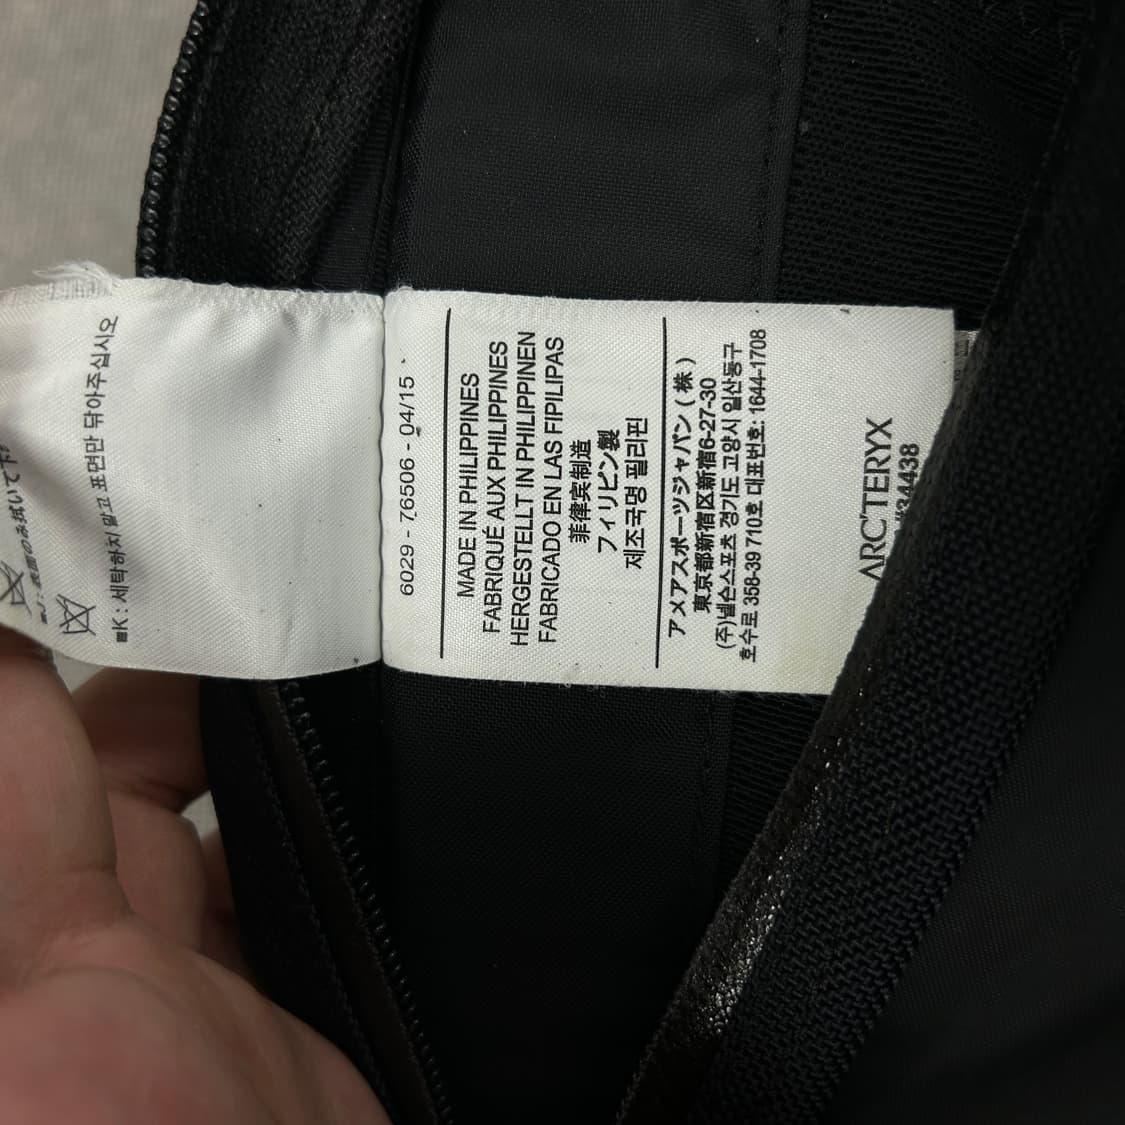 표면만 닦아주십시오
K : 세탁하지 말고
6029 - 76506 - 04/15
MADE IN PHILIPPINES
FABRIQUÉ AUX PHILIPPINES
HERGESTELLT IN PHILIPPINEN
FABRICADO EN LAS FIPILIPAS
菲律宾制造
フィリピン製
제조국명 필리핀
アメアスポーツジャパン ( 株 )
東京都新宿区新宿6-27-30
(주)넬슨스포츠 경기도 고양시 일산동구
호수로 358-39 710호 대표번호: 1644-1708
ARC'TERYX
#34438